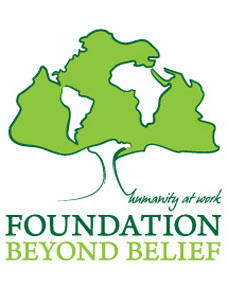 humanity at work
FOUNDATION
BEYOND BELIEF